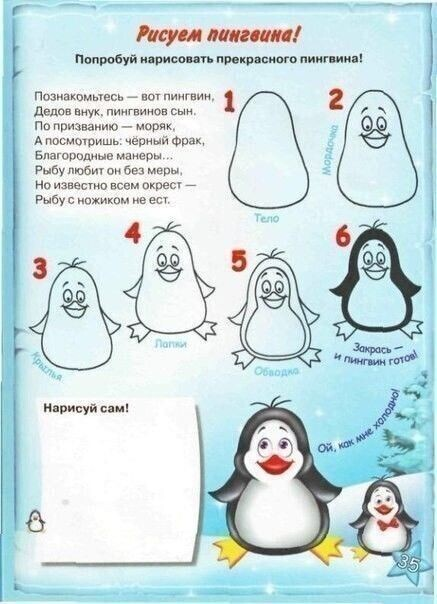 Рисуем пингвина!
Попробуй нарисовать прекрасного пингвина!
Познакомьтесь — вот пингвин,
Дедов внук, пингвинов сын.
По призванию — моряк,
А посмотришь: чёрный фрак,
Благородные манеры...
Рыбу любит он без меры,
Но известно всем окрест —
Рыбу с ножиком не ест.
1
Тело
2
Мордочка
3
Крылья
4
Лапки
5
Обводка
6
Закрась —
и пингвин готов!
Нарисуй сам!
Ой, как мне холодно!
35